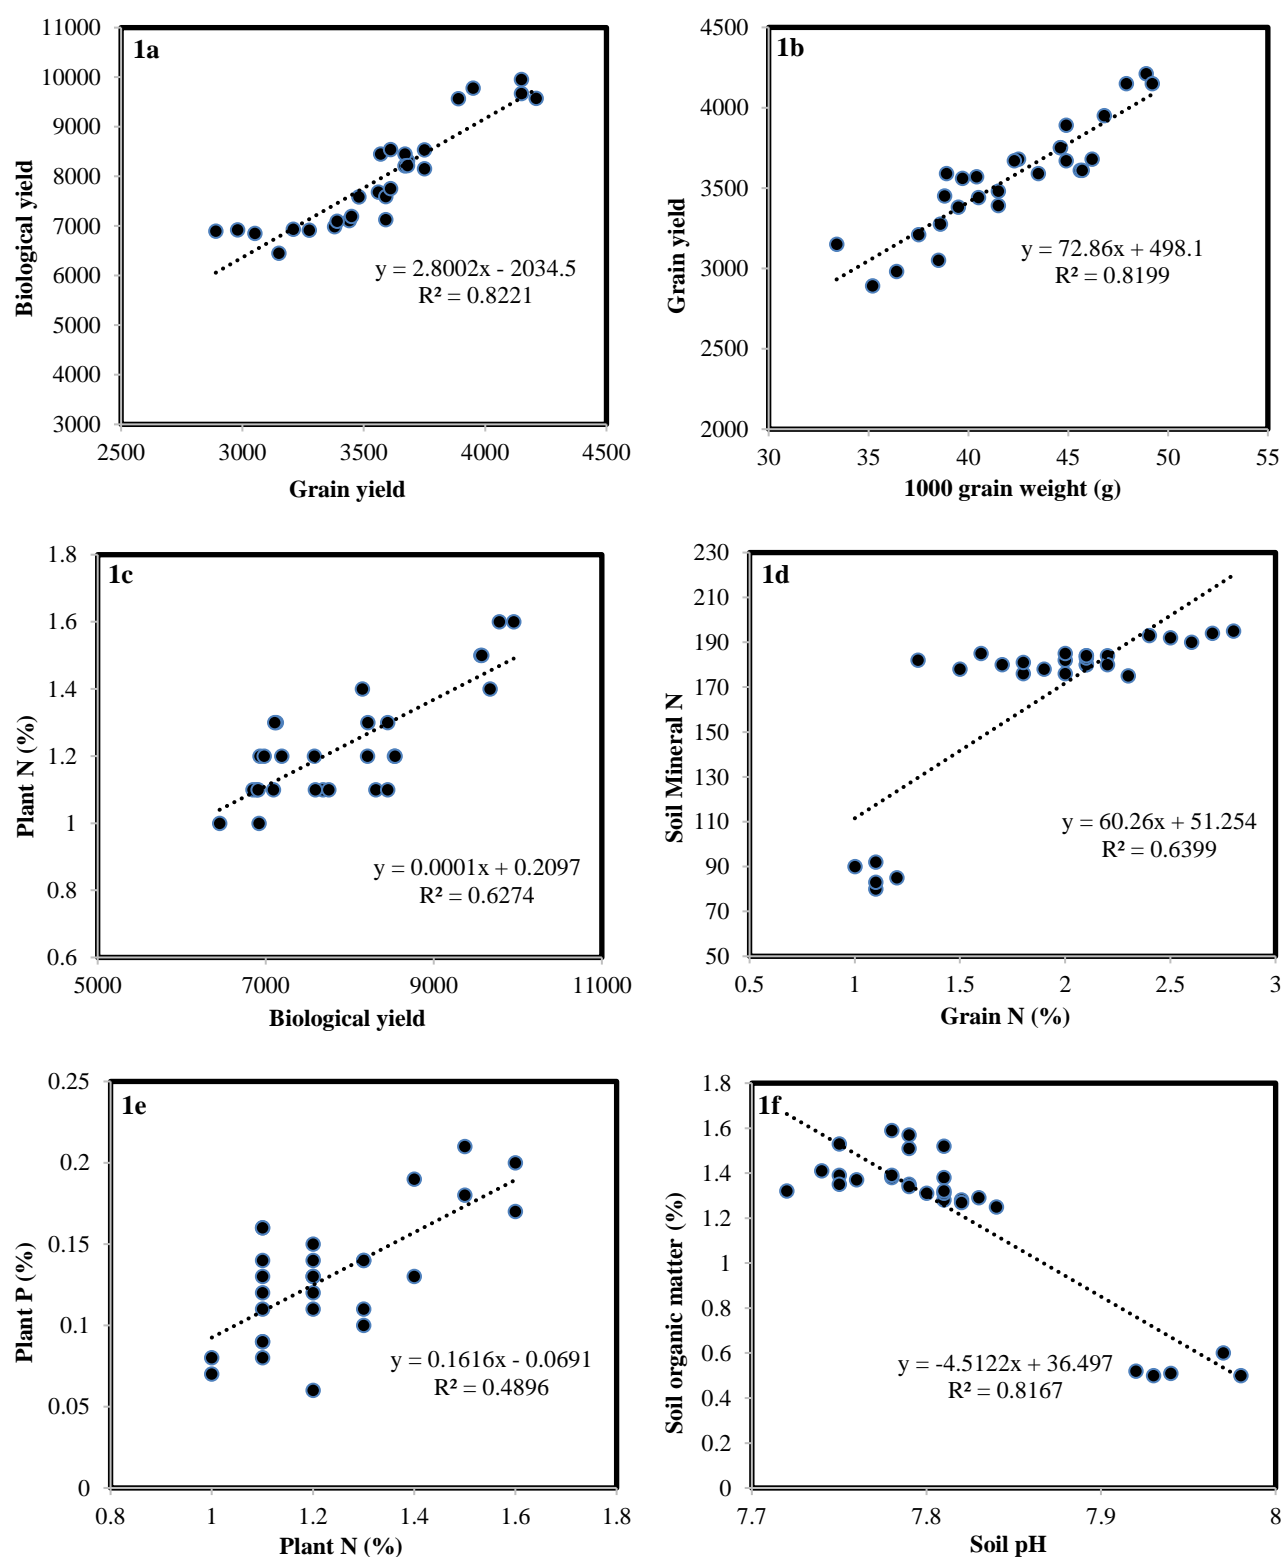 1a
11000
10000
9000
8000
7000
6000
5000
4000
3000
2500
3000
3500
4000
4500
Biological yield
Grain yield
y = 2.8002x - 2034.5
R² = 0.8221
1b
4500
4000
3500
3000
2500
2000
30
35
40
45
50
55
Grain yield
1000 grain weight (g)
y = 72.86x + 498.1
R² = 0.8199
1c
1.8
1.6
1.4
1.2
1
0.8
0.6
5000
7000
9000
11000
Plant N (%)
Biological yield
y = 0.0001x + 0.2097
R² = 0.6274
1d
230
210
190
170
150
130
110
90
70
50
0.5
1
1.5
2
2.5
3
Soil Mineral N
Grain N (%)
y = 60.26x + 51.254
R² = 0.6399
1e
0.25
0.2
0.15
0.1
0.05
0
0.8
1
1.2
1.4
1.6
1.8
Plant P (%)
Plant N (%)
y = 0.1616x - 0.0691
R² = 0.4896
1f
1.8
1.6
1.4
1.2
1
0.8
0.6
0.4
0.2
0
7.7
7.8
7.9
8
Soil organic matter (%)
Soil pH
y = -4.5122x + 36.497
R² = 0.8167